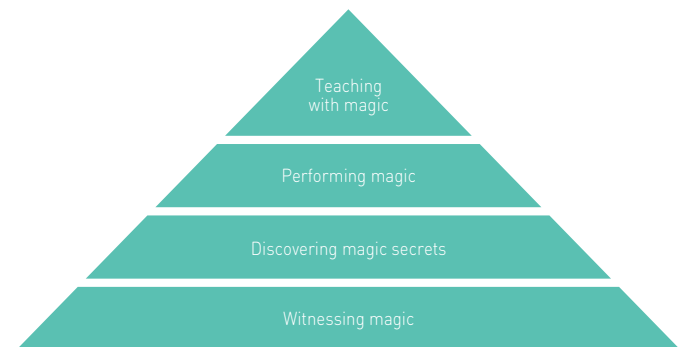 Teaching
with magic
Performing magic
Discovering magic secrets
Witnessing magic